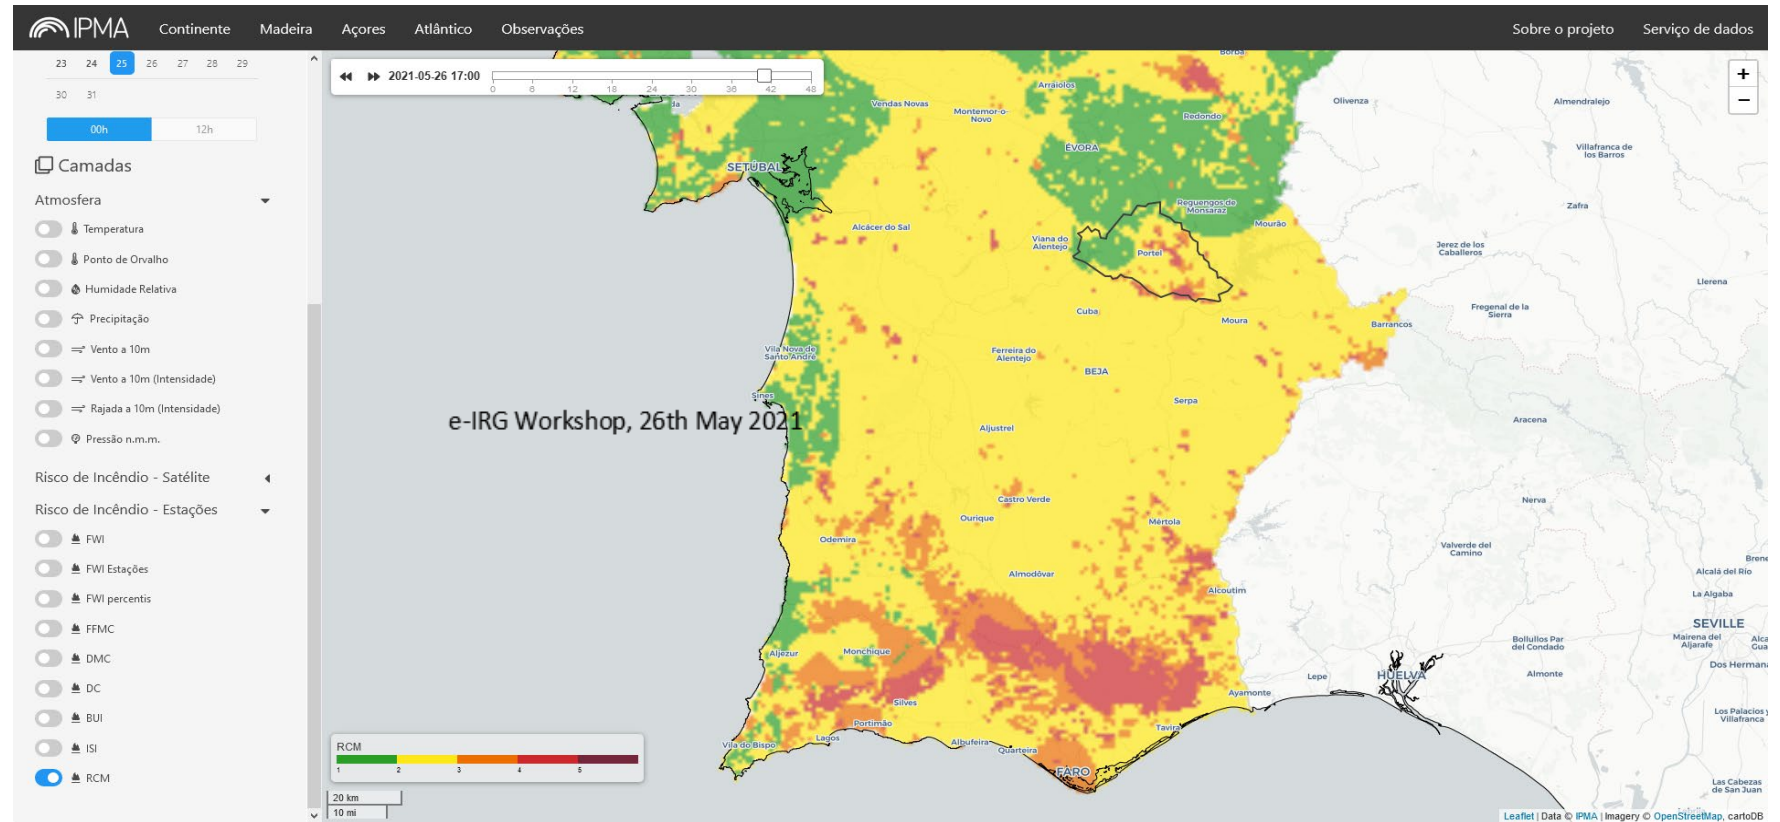 IPMA Continente Madeira Açores Atlântico Observações Sobre o projeto Serviço de dados
23 24 25 26 27 28 29
30 31
00h 12h
Camadas
Atmosfera
Temperatura
Ponto de Orvalho
Humidade Relativa
Precipitação
Vento a 10m
Vento a 10m (Intensidade)
Rajada a 10m (Intensidade)
Pressão n.m.m.
Risco de Incêndio - Satélite
Risco de Incêndio - Estações
FWI
FWI Estações
FWI percentis
FFMC
DMC
DC
BUI
ISI
RCM
2021-05-26 17:00
0 6 12 18 24 30 36 42 48
+
−
Borba
Arraiolos
Vendas Novas
Montemor-o-
Novo
Redondo
Olivenza
Almendralejo
ÉVORA
Villafranca de
los Barros
SETÚBAL
Reguengos de
Monsaraz
Zafra
Alcácer do Sal
Mourão
Viana do
Alentejo
Portel
Jerez de los
Caballeros
Llerena
Cuba
Moura
Barrancos
Fregenal de la
Sierra
Vila Nova de
Santo André
Ferreira do
Alentejo
BEJA
Sines
Serpa
e-IRG Workshop, 26th May 2021
Aljustrel
Aracena
Castro Verde
Nerva
Ourique
Mértola
Odemira
Valverde del
Camino
Brene
Almodôvar
Alcalá del Río
Alcoutim
La Algaba
SEVILLE
Mairena del
Aljarafe
Alca
Gua
Bollullos Par
del Condado
Aljezur
Monchique
Dos Hermana
Lepe
HUELVA
Almonte
Ayamonte
Silves
Los Palacios y
Villafranca
Portimão
Tavira
Lagos
Vila do Bispo
Albufeira
Quarteira
FARO
Las Cabezas
de San Juan
RCM
1 2 3 4 5
20 km
10 mi
Leaflet | Data © IPMA | Imagery © OpenStreetMap, cartoDB